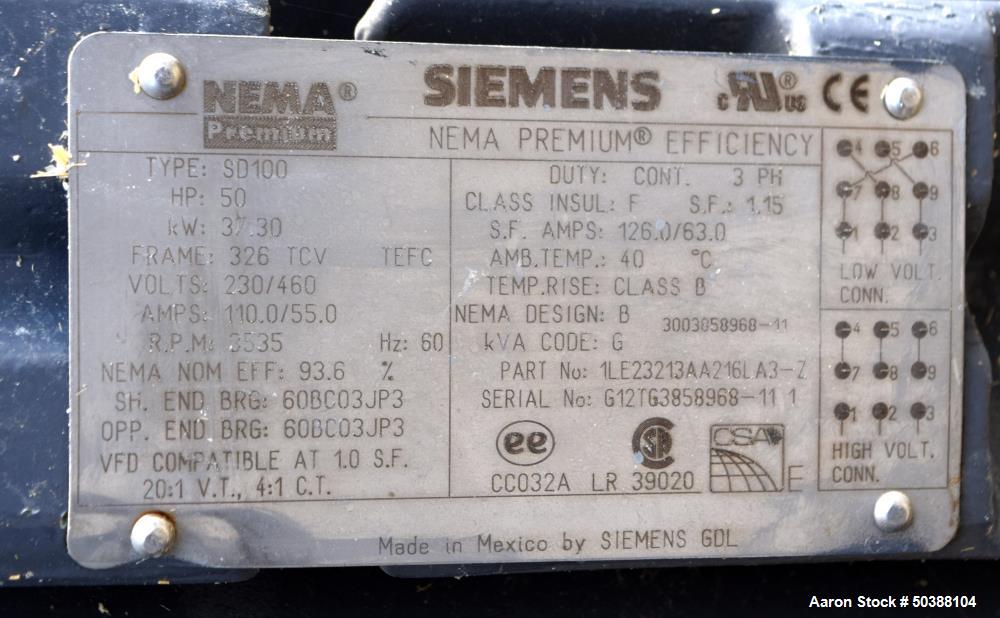 NEMA®
Premium
SIEMENS
C UR® US CE
NEMA PREMIUM® EFFICIENCY
TYPE: SD100
HP: 50
kW: 37.30
FRAME: 326 TCV TEFC
VOLTS: 230/460
AMPS: 110.0/55.0
R.P.M: 3535 Hz: 60
NEMA NOM EFF: 93.6 %
SH. END BRG: 60BC03JP3
OPP. END BRG: 60BC03JP3
VFD COMPATIBLE AT 1.0 S.F.
20:1 V.T., 4:1 C.T.
DUTY: CONT. 3 PH
CLASS INSUL: F S.F.: 1.15
S.F. AMPS: 126.0/63.0
AMB.TEMP.: 40 °C
TEMP.RISE: CLASS B
NEMA DESIGN: B 3003858968-11
kVA CODE: G
PART No: 1LE23213AA216LA3-Z
SERIAL No: G12TG3858968-11 1
ee SA CSA
CC032A LR 39020 E
4 5 6
7 8 9
1 2 3
LOW VOLT.
CONN.
4 5 6
7 8 9
1 2 3
HIGH VOLT.
CONN.
Made in Mexico by SIEMENS GDL
Aaron Stock # 50388104